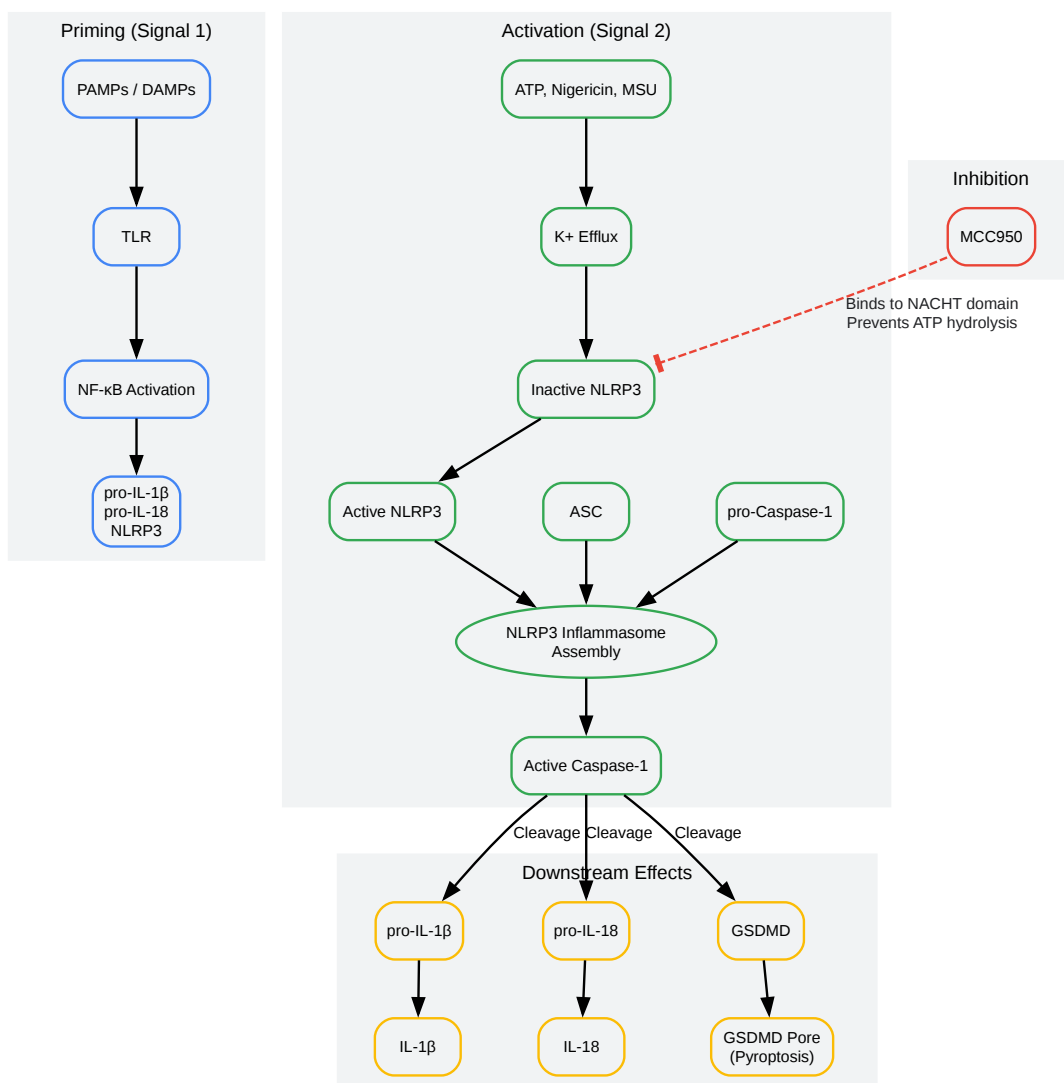 Priming (Signal 1)
PAMPs / DAMPs
TLR
NF-κB Activation
pro-IL-1β
pro-IL-18
NLRP3
Activation (Signal 2)
ATP, Nigericin, MSU
K+ Efflux
Inactive NLRP3
Active NLRP3
ASC
pro-Caspase-1
NLRP3 Inflammasome
Assembly
Active Caspase-1
Inhibition
MCC950
Binds to NACHT domain
Prevents ATP hydrolysis
Cleavage
Cleavage
Cleavage
Downstream Effects
pro-IL-1β
pro-IL-18
GSDMD
IL-1β
IL-18
GSDMD Pore
(Pyroptosis)